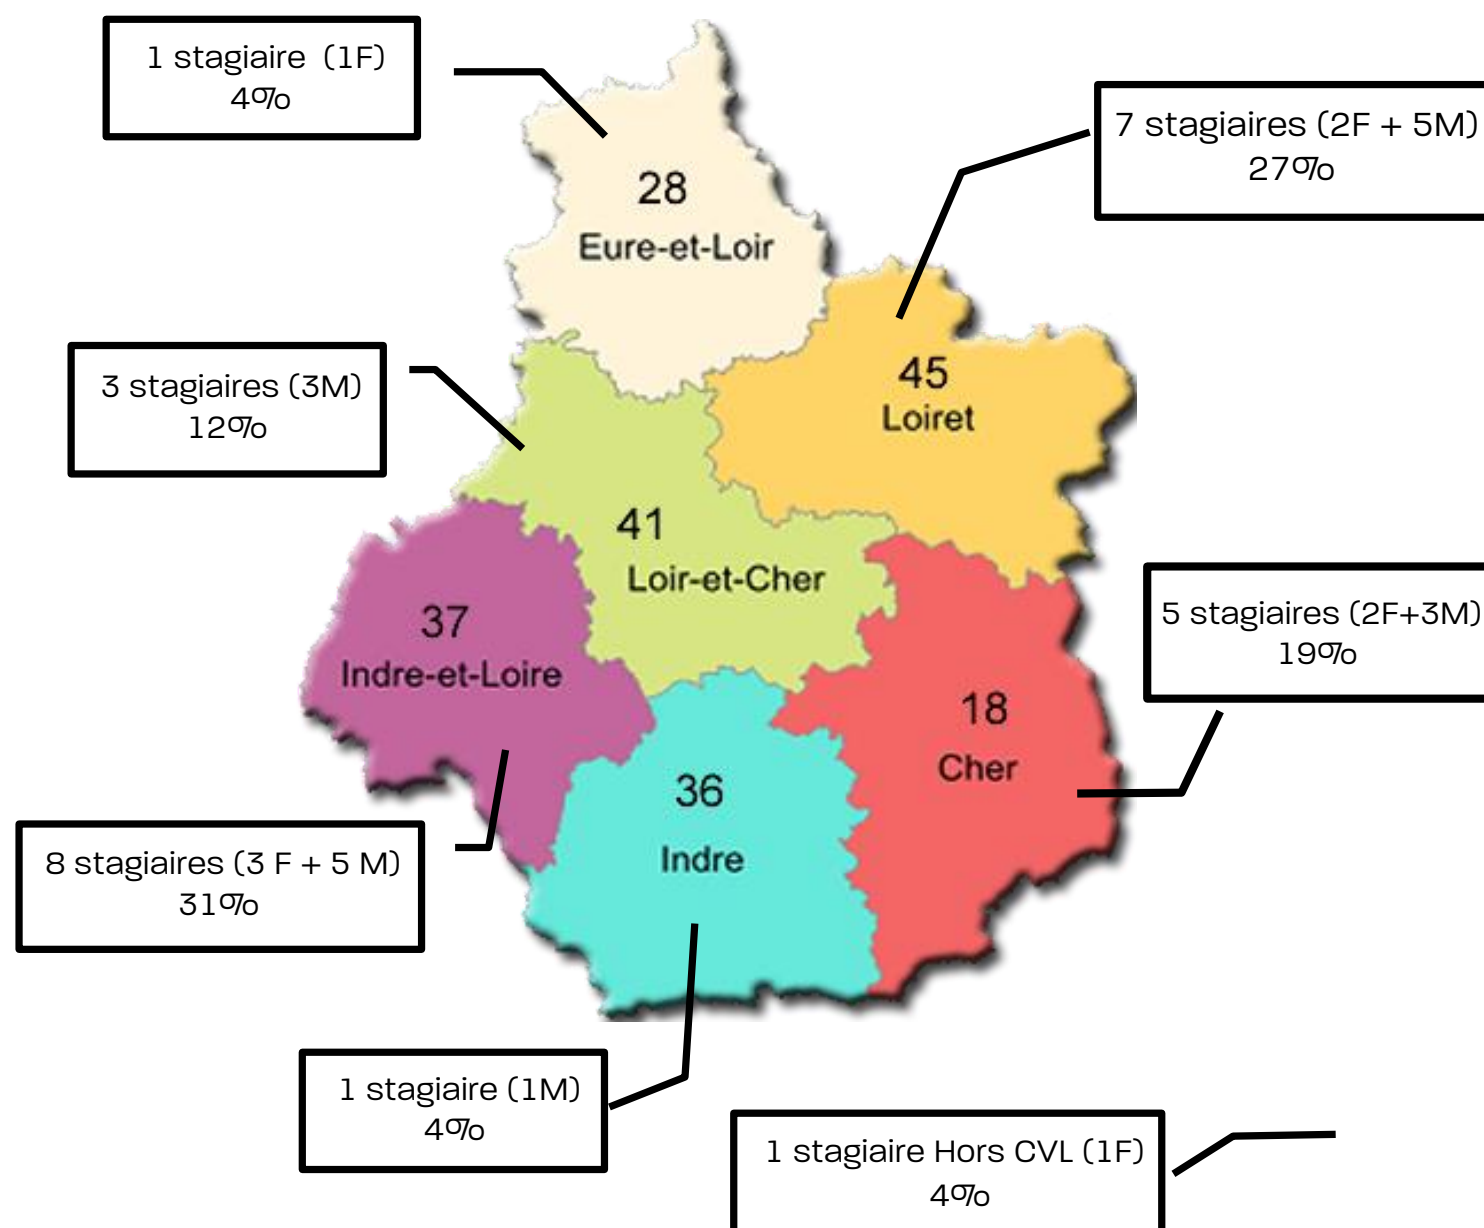 1 stagiaire (1F)
4%
7 stagiaires (2F + 5M)
27%
28
Eure-et-Loir
3 stagiaires (3M)
12%
45
Loiret
41
Loir-et-Cher
37
Indre-et-Loire
5 stagiaires (2F+3M)
19%
18
Cher
36
Indre
8 stagiaires (3 F + 5 M)
31%
1 stagiaire (1M)
4%
1 stagiaire Hors CVL (1F)
4%